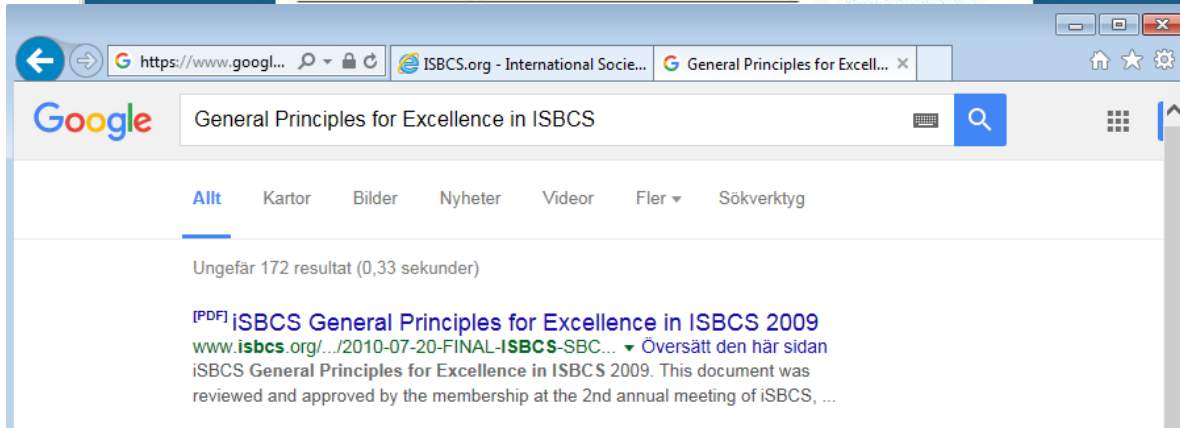 https://www.googl... ISBCS.org - International Socie... General Principles for Excell...
Google General Principles for Excellence in ISBCS
Allt Kartor Bilder Nyheter Videor Fler Sökverktyg
Ungefär 172 resultat (0,33 sekunder)
[PDF] iSBCS General Principles for Excellence in ISBCS 2009
www.isbcs.org/.../2010-07-20-FINAL-ISBCS-SBC... Översätt den här sidan
iSBCS General Principles for Excellence in ISBCS 2009. This document was
reviewed and approved by the membership at the 2nd annual meeting of iSBCS, ...